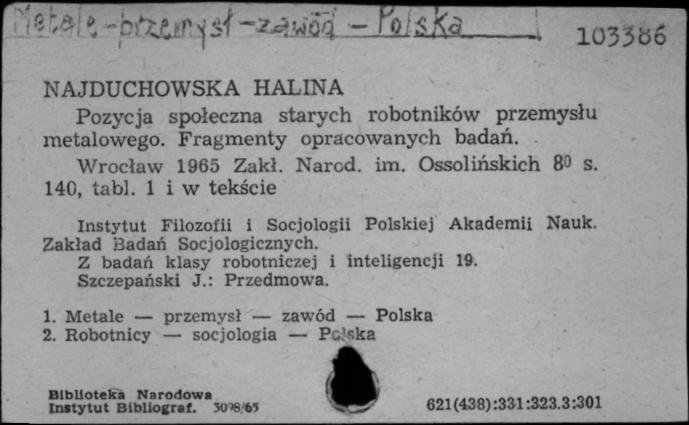 Metale - przemysł - zawód - Polska
103386
NAJDUCHOWSKA HALINA
Pozycja społeczna starych robotników przemysłu
metalowego. Fragmenty opracowanych badań.
Wrocław 1965 Zakł. Narod. im. Ossolińskich 8⁰ s.
140, tabl. 1 i w tekście
Instytut Filozofii i Socjologii Polskiej Akademii Nauk.
Zakład Badań Socjologicznych.
Z badań klasy robotniczej i inteligencji 19.
Szczepański J.: Przedmowa.
1. Metale — przemysł — zawód — Polska
2. Robotnicy — socjologia — Polska
Biblioteka Narodowa
Instytut Bibliograf. 3098/65
621(438):331:323.3:301